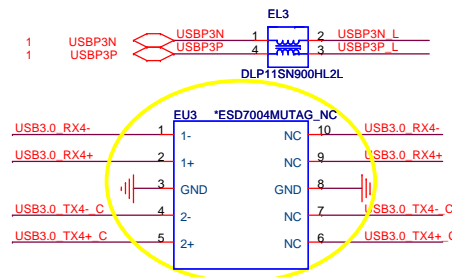 EL3
1 USBP3N USBP3N 1 2 USBP3N_L
1 USBP3P USBP3P 4 3 USBP3P_L
DLP11SN900HL2L
EU3 *ESD7004MUTAG_NC
USB3.0_RX4- 1 1- NC 10 USB3.0_RX4-
USB3.0_RX4+ 2 1+ NC 9 USB3.0_RX4+
3 GND GND 8
USB3.0_TX4-_C 4 2- NC 7 USB3.0_TX4-_C
USB3.0_TX4+_C 5 2+ NC 6 USB3.0_TX4+_C